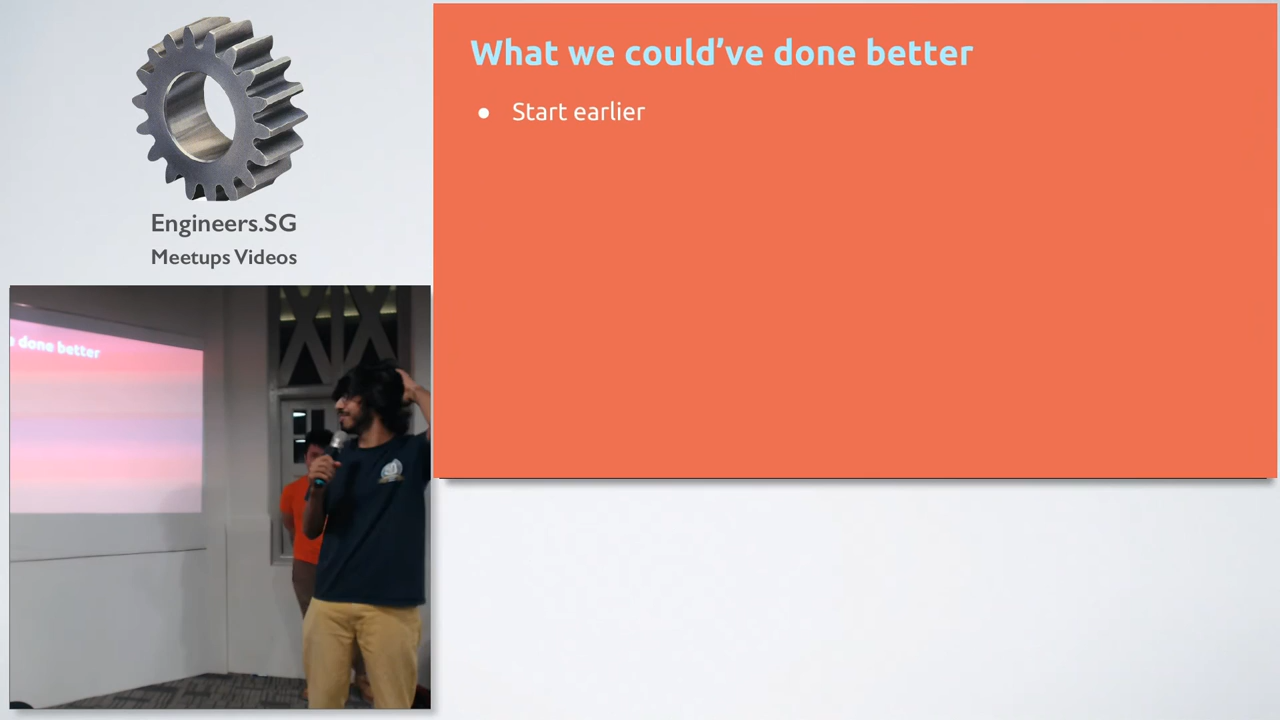 Engineers.SG
Meetups Videos
What we could've done better
● Start earlier
done better